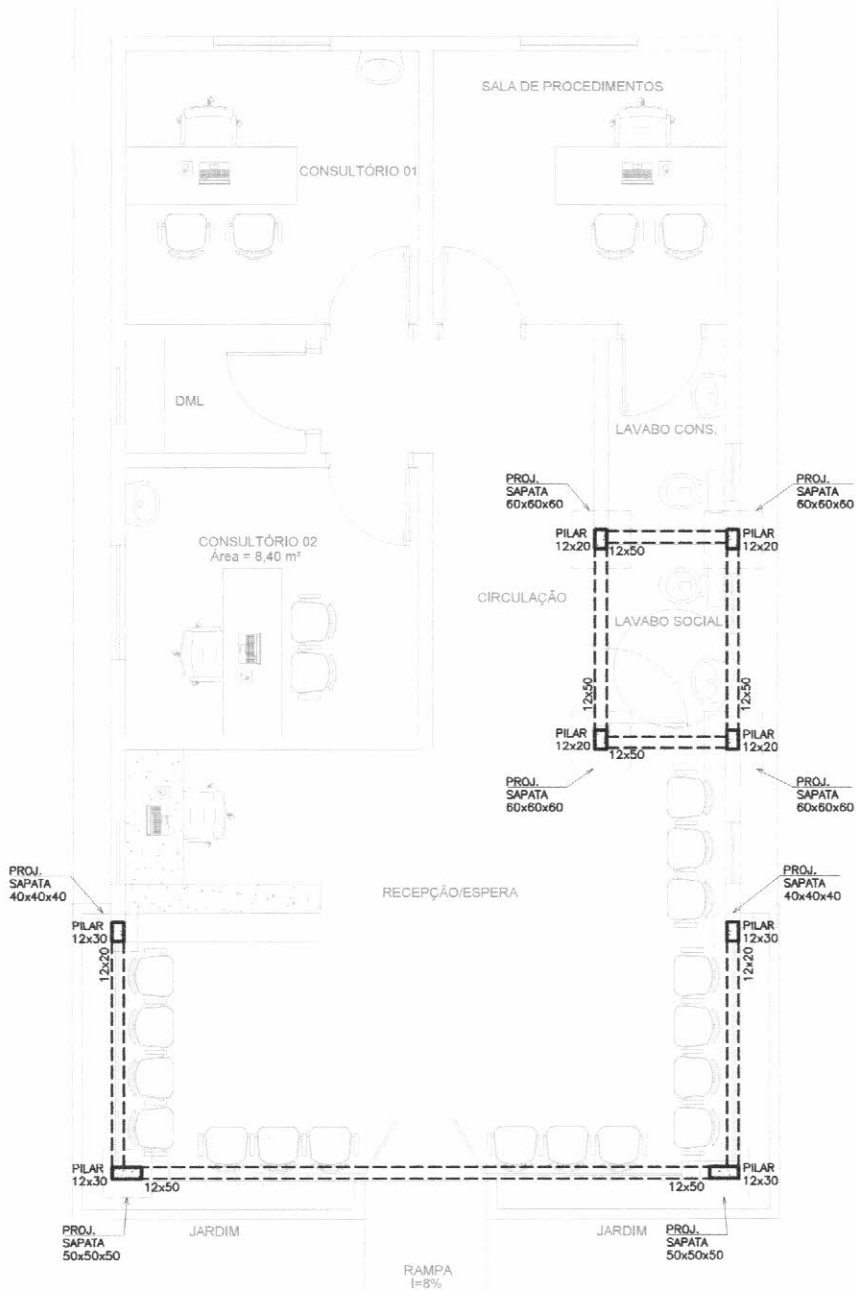 SALA DE PROCEDIMENTOS
CONSULTÓRIO 01
DML
LAVABO CONS.
PROJ.
SAPATA
60x60x60
PROJ.
SAPATA
60x60x60
PILAR
12x20
12x50
PILAR
12x20
CONSULTÓRIO 02
Área = 8,40 m²
CIRCULAÇÃO
LAVABO SOCIAL
12x50
12x50
PILAR
12x20
12x50
PILAR
12x20
PROJ.
SAPATA
60x60x60
PROJ.
SAPATA
60x60x60
PROJ.
SAPATA
40x40x40
RECEPÇÃO/ESPERA
PROJ.
SAPATA
40x40x40
PILAR
12x30
12x20
PILAR
12x30
12x20
PILAR
12x30
12x50
12x50
PILAR
12x30
PROJ.
SAPATA
50x50x50
JARDIM
JARDIM
PROJ.
SAPATA
50x50x50
RAMPA
I=8%